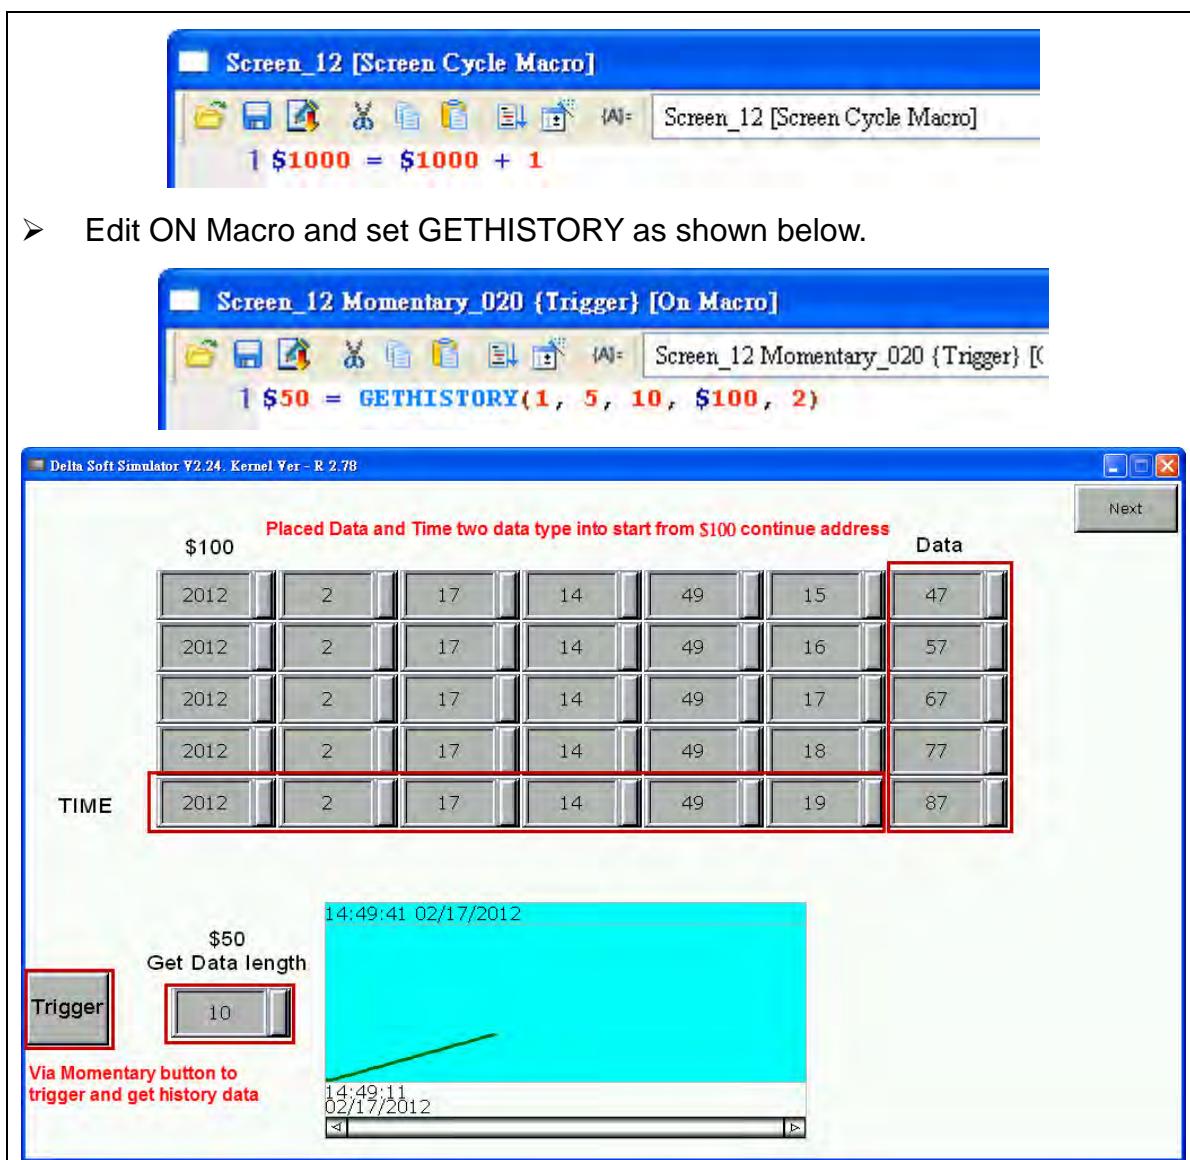 Screen_12 [Screen Cycle Macro]
{A}= Screen_12 [Screen Cycle Macro]
1 $1000 = $1000 + 1
➢ Edit ON Macro and set GETHISTORY as shown below.
Screen_12 Momentary_020 {Trigger} [On Macro]
{A}= Screen_12 Momentary_020 {Trigger} [
1 $50 = GETHISTORY(1, 5, 10, $100, 2)
Delta Soft Simulator V2.24. Kernel Ver - R 2.78
Next
Placed Data and Time two data type into start from $100 continue address
$100 Data
2012 2 17 14 49 15 47
2012 2 17 14 49 16 57
2012 2 17 14 49 17 67
2012 2 17 14 49 18 77
TIME 2012 2 17 14 49 19 87
14:49:41 02/17/2012
$50
Get Data length
Trigger 10
Via Momentary button to
trigger and get history data
14:49:11
02/17/2012